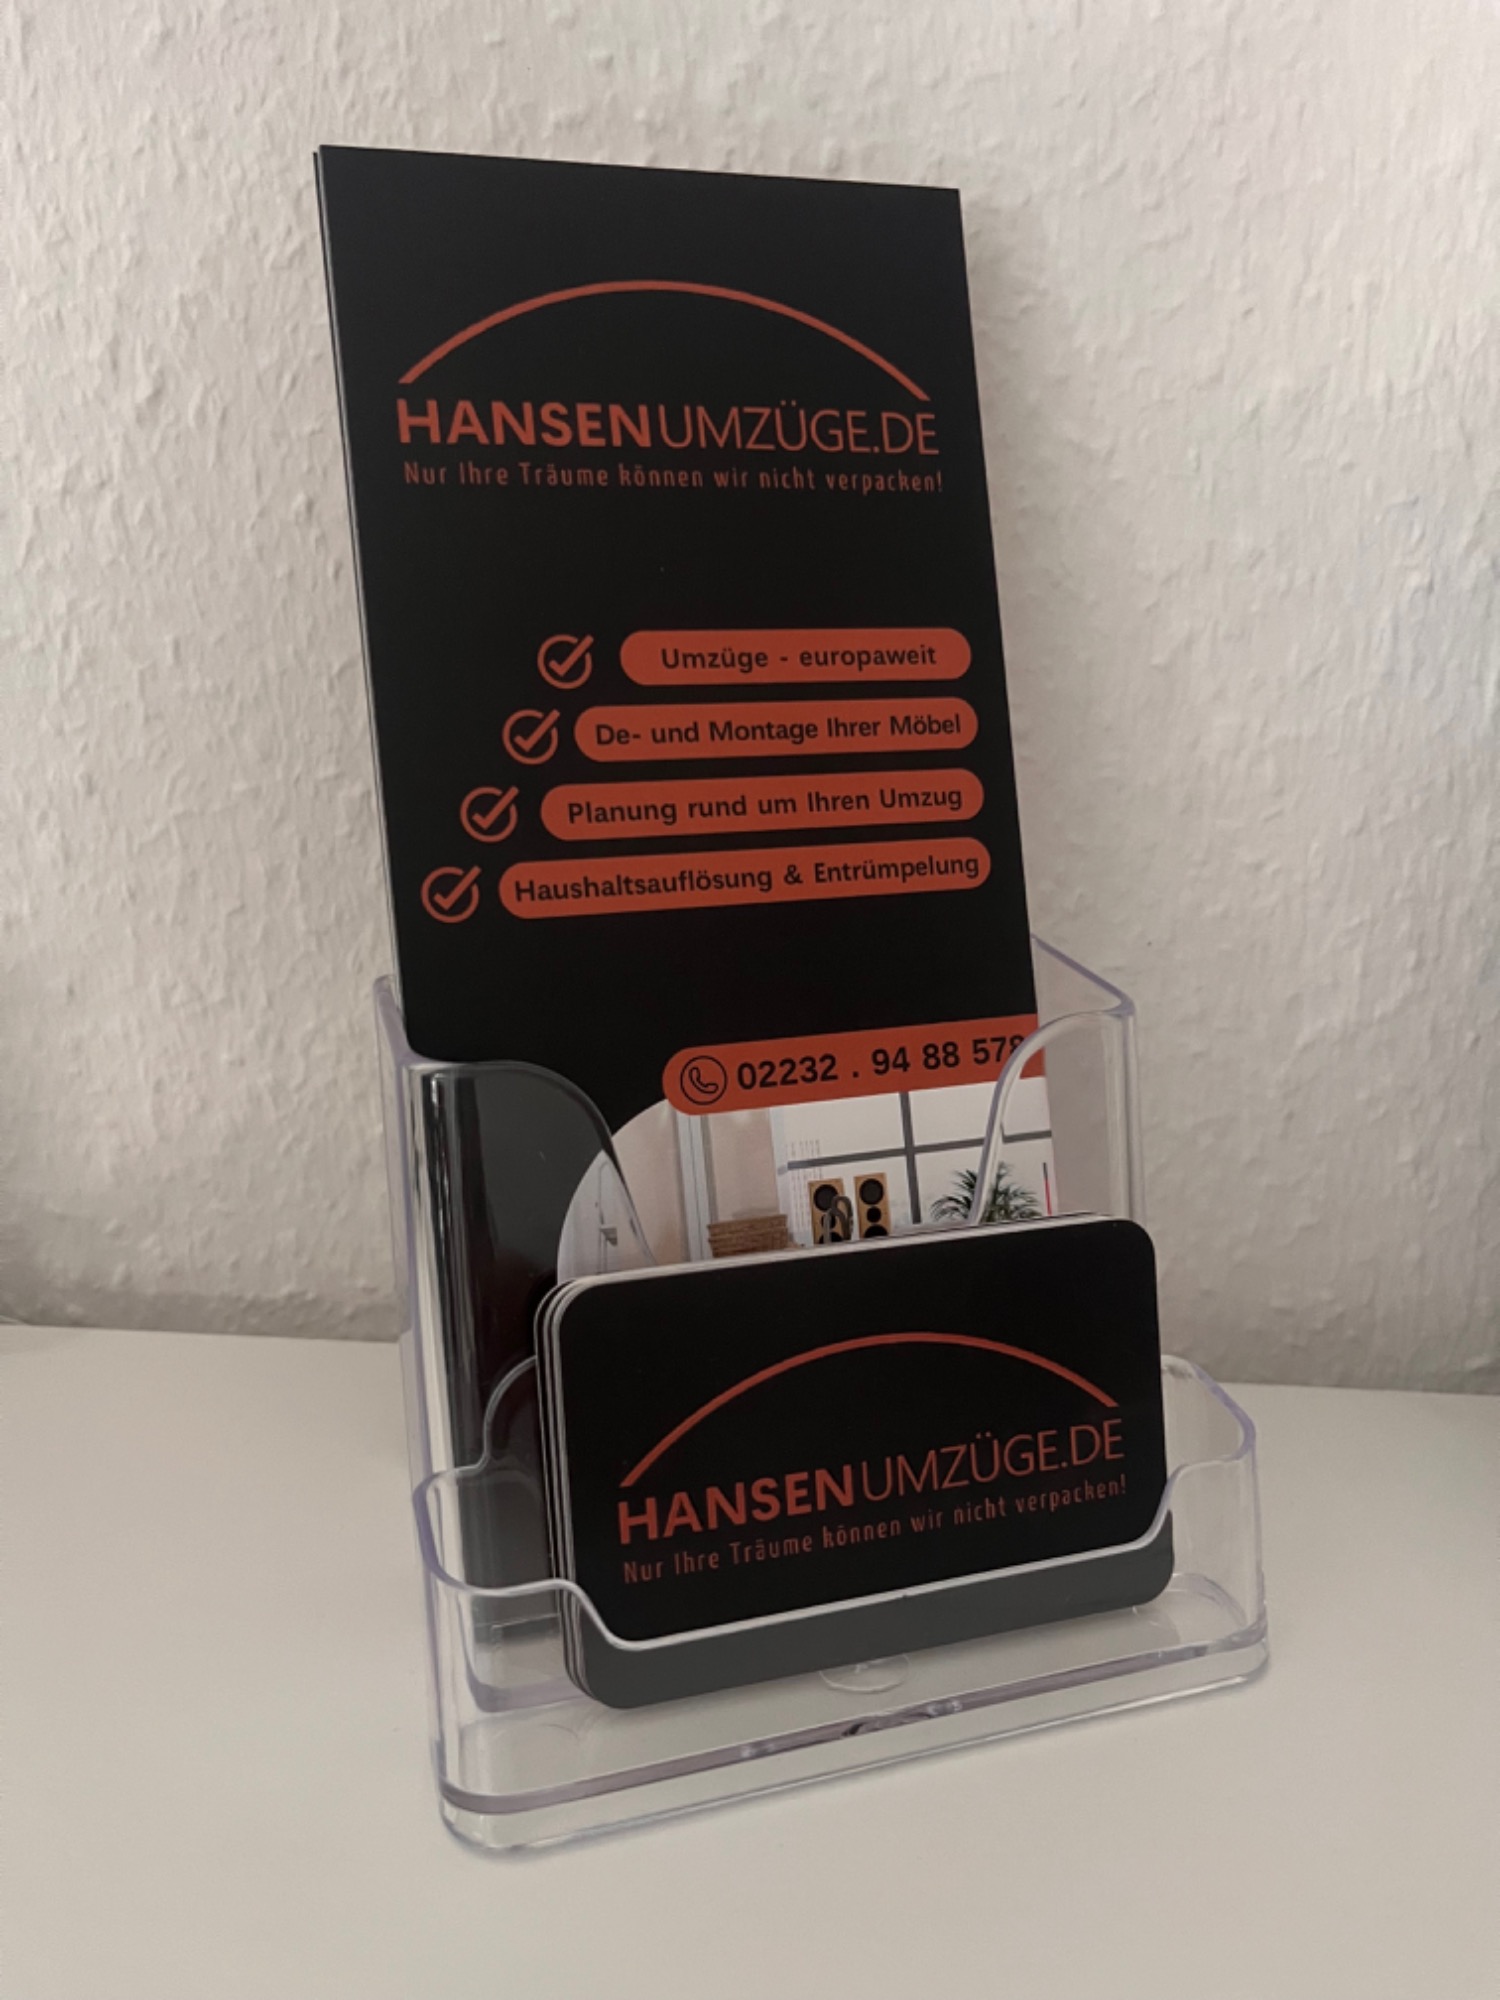 HANSENUMZÜGE.DE
Nur Ihre Träume können wir nicht verpacken!
Umzüge - europaweit
De- und Montage Ihrer Möbel
Planung rund um Ihren Umzug
Haushaltsauflösung & Entrümpelung
02232 . 94 88 578
HANSENUMZÜGE.DE
Nur Ihre Träume können wir nicht verpacken!